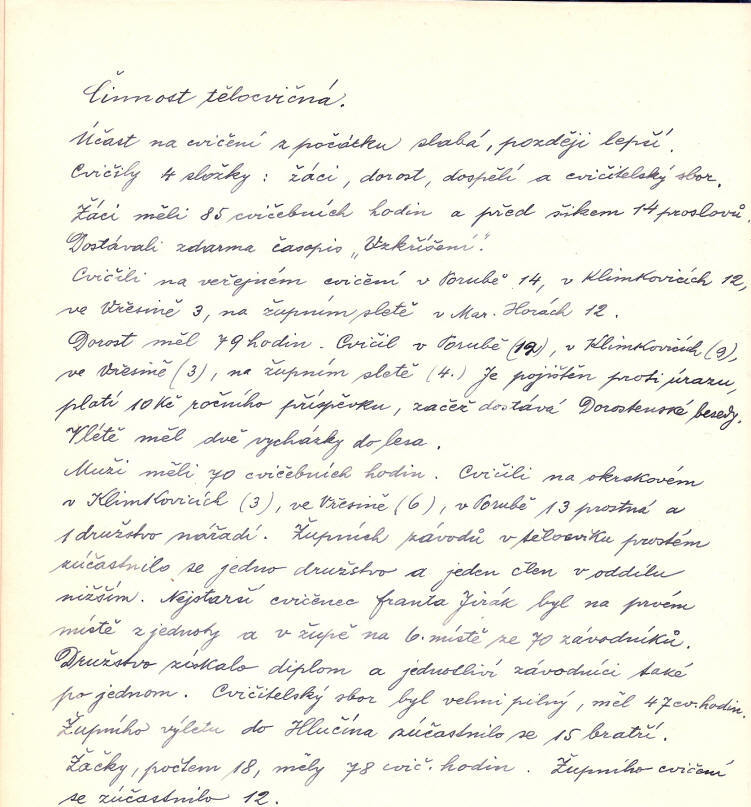 Činnost tělocvičná.
Účast na cvičení z počátku slabá, později lepší.
Cvičily 4 složky: žáci, dorost, dospělí a cvičitelský sbor.
Žáci měli 85 cvičebních hodin a před šikem 14 proslovů.
Dostávali zdarma časopis „Vzkříšení".
Cvičili na veřejném cvičení v Porubě 14, v Klimkovicích 12,
ve Vřesině 3, na župním sletě v Mar. Horách 12.
Dorost měl 79 hodin. Cvičil v Porubě (12), v Klimkovicích (9),
ve Vřesině (3), na župním sletě (4.) Je pojištěn proti úrazu,
platí 10 Kč ročního příspěvku, začež dostává Dorostenské besedy.
V létě měl dvě vycházky do lesa.
Muži měli 70 cvičebních hodin. Cvičili na okrskovém
v Klimkovicích (3), ve Vřesině (6), v Porubě 13 prostná a
1 družstvo nářadí. Župních závodů v tělocviku prostém
zúčastnilo se jedno družstvo a jeden člen v oddílu
nižším. Nejstarší cvičenec Franta Jirák byl na prvém
místě z jednoty a v župě na 6. místě ze 70 závodníků.
Družstvo získalo diplom a jednotliví závodníci také
po jednom. Cvičitelský sbor byl velmi pilný, měl 47 cv. hodin.
Župního výletu do Hlučína zúčastnilo se 15 bratří.
Žačky, počtem 18, měly 78 cvič. hodin. Župního cvičení
se zúčastnilo 12.